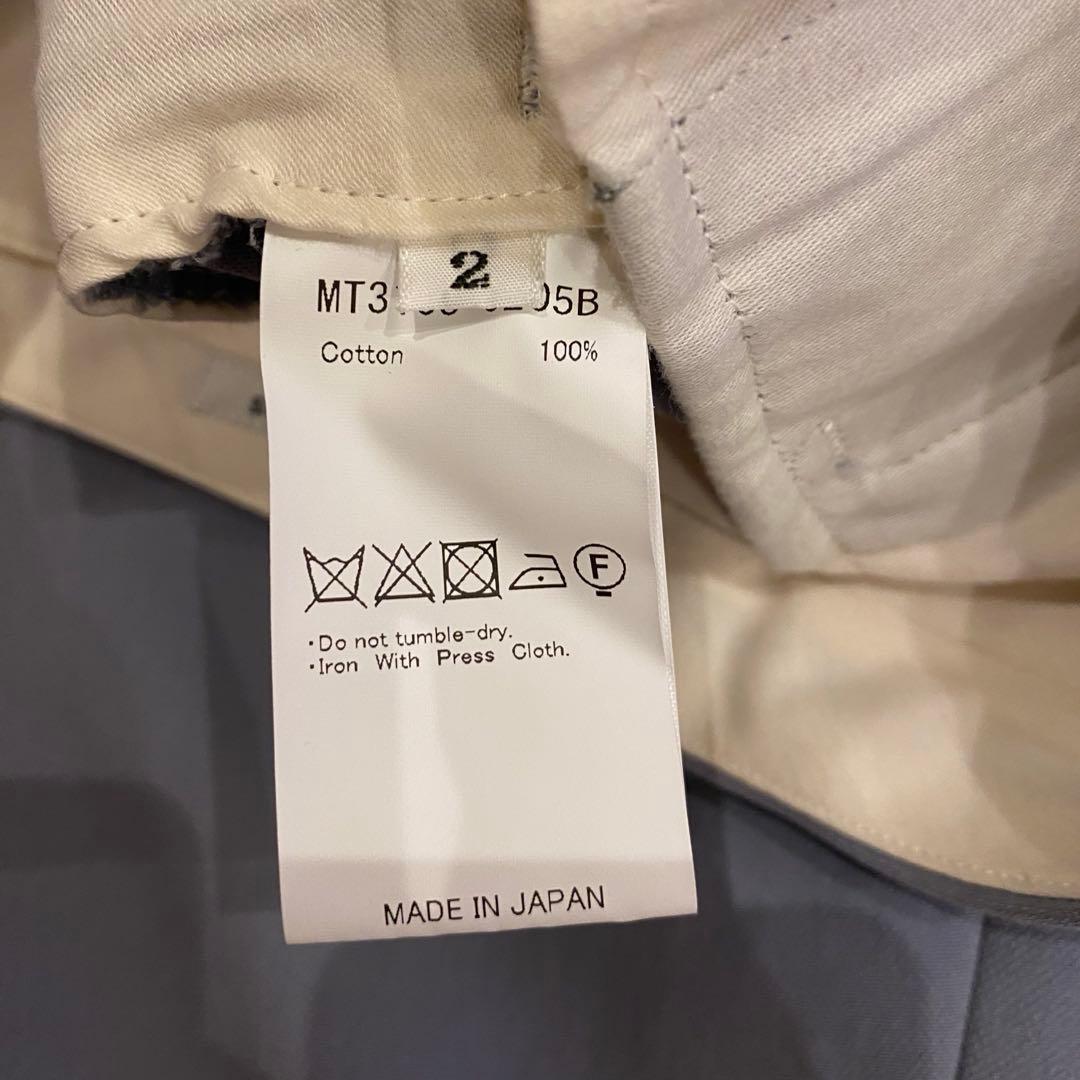 2
Cotton 100%
F
·Do not tumble-dry.
·Iron With Press Cloth.
MADE IN JAPAN